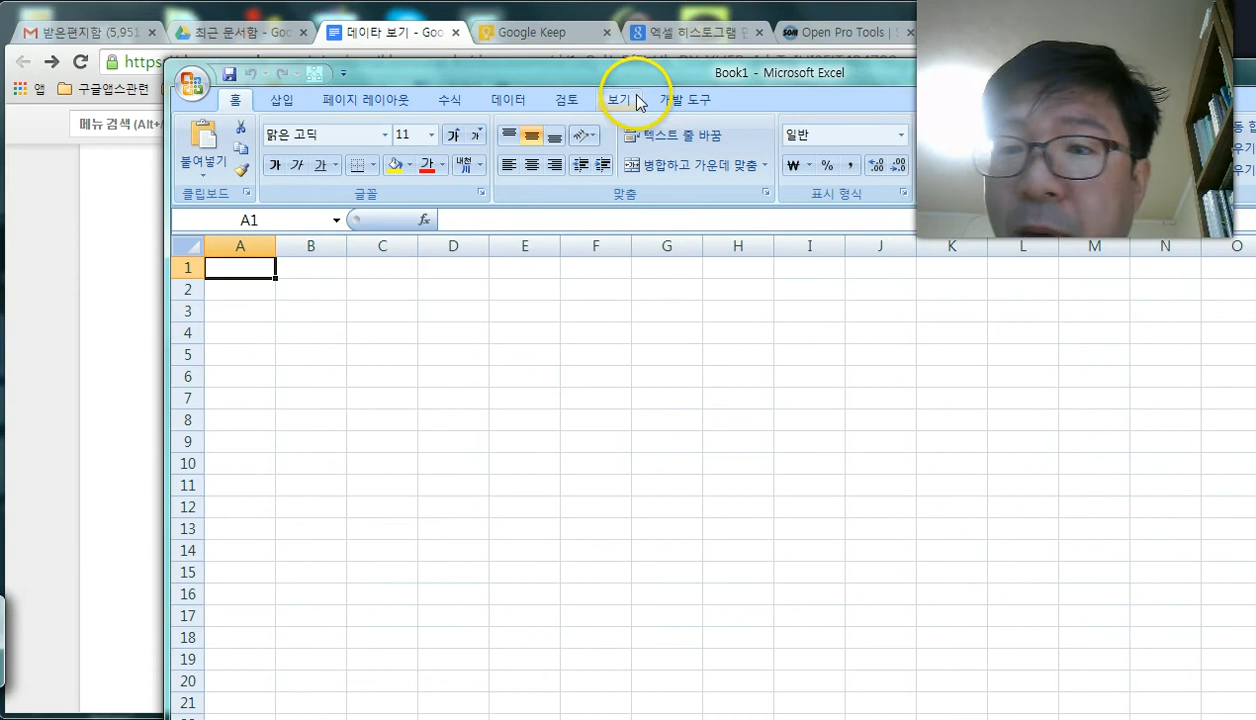 받은편지함 (5,951
최근 문서함 - Goo
데이타 보기 - Goo
Google Keep
엑셀 히스토그램
Open Pro Tools |
https
Book1 - Microsoft Excel
앱
구글앱스관련
홈
삽입
페이지 레이아웃
수식
데이터
검토
보기
개발 도구
메뉴 검색 (Alt+/
붙여넣기
맑은 고딕
11
가
가
가
가
가
가
내천
텍스트 줄 바꿈
병합하고 가운데 맞춤
일반
₩ % ,
클립보드
글꼴
맞춤
표시 형식
A1
fx
A B C D E F G H I J K L M N O
1
2
3
4
5
6
7
8
9
10
11
12
13
14
15
16
17
18
19
20
21